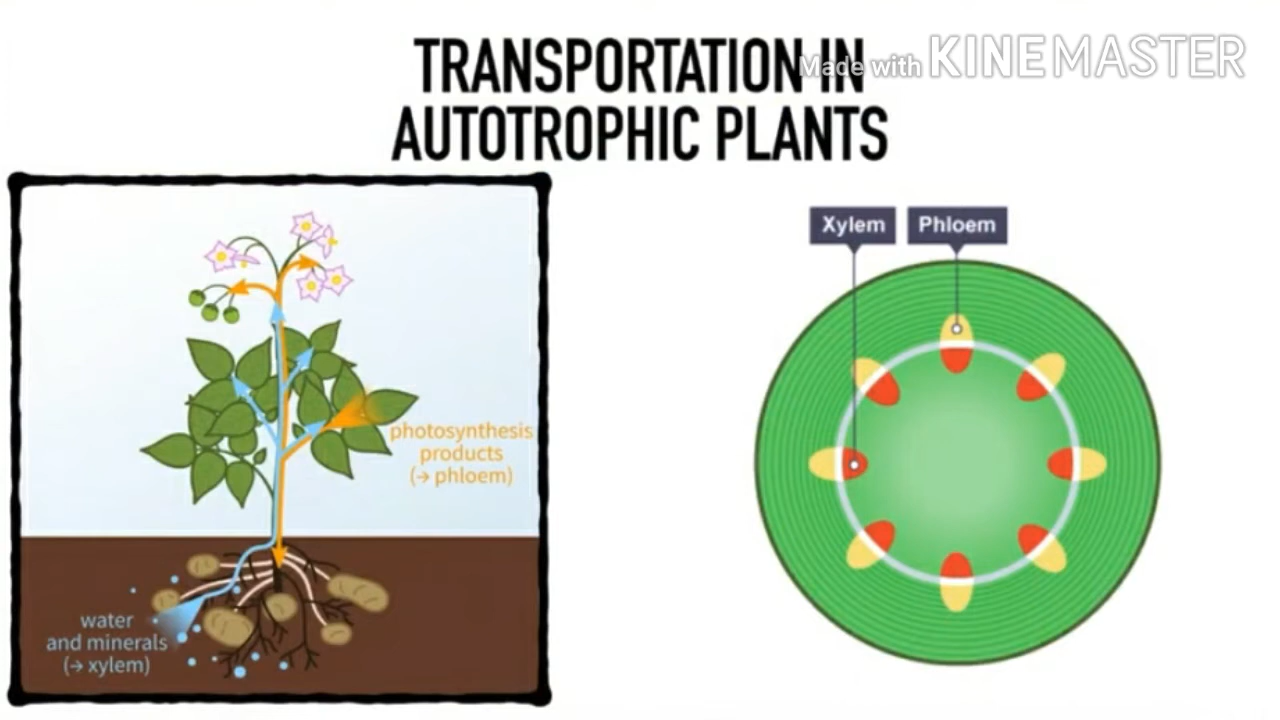 TRANSPORTATION IN
AUTOTROPHIC PLANTS
Made with KINEMASTER
photosynthesis
products
(→ phloem)
water
and minerals
(→ xylem)
Xylem
Phloem